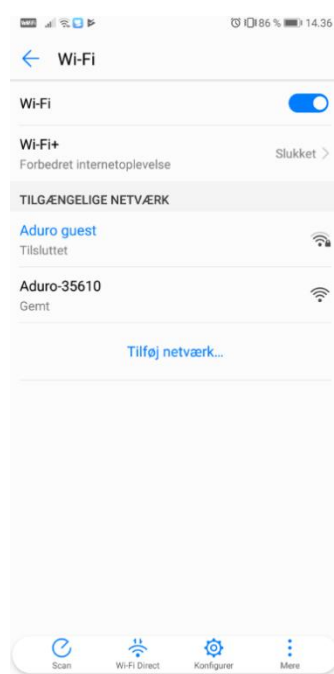 86 % 14.36
Wi-Fi
Wi-Fi
Wi-Fi+
Forbedret internetoplevelse
Slukket
TILGÆNGELIGE NETVÆRK
Aduro guest
Tilsluttet
Aduro-35610
Gemt
Tilføj netværk...
Scan Wi-Fi Direct Konfigurer Mere